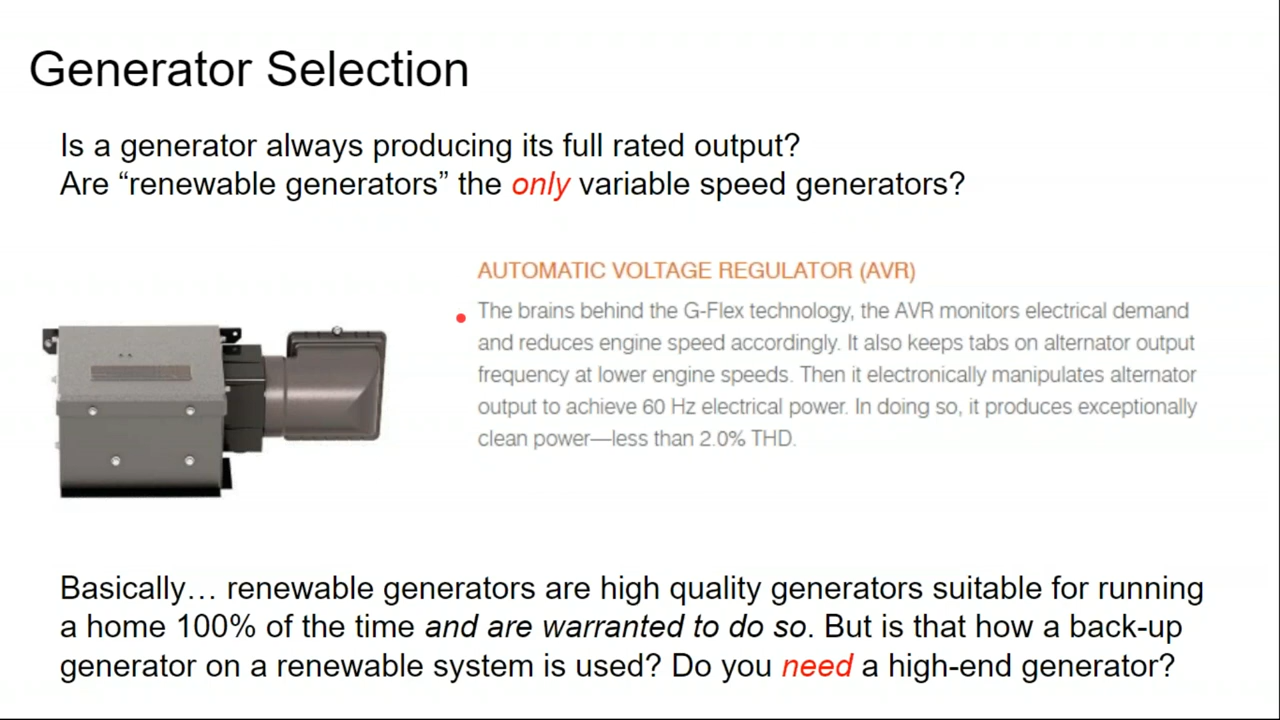 Generator Selection
Is a generator always producing its full rated output?
Are “renewable generators” the only variable speed generators?
AUTOMATIC VOLTAGE REGULATOR (AVR)
The brains behind the G-Flex technology, the AVR monitors electrical demand
and reduces engine speed accordingly. It also keeps tabs on alternator output
frequency at lower engine speeds. Then it electronically manipulates alternator
output to achieve 60 Hz electrical power. In doing so, it produces exceptionally
clean power—less than 2.0% THD.
Basically… renewable generators are high quality generators suitable for running
a home 100% of the time and are warranted to do so. But is that how a back-up
generator on a renewable system is used? Do you need a high-end generator?